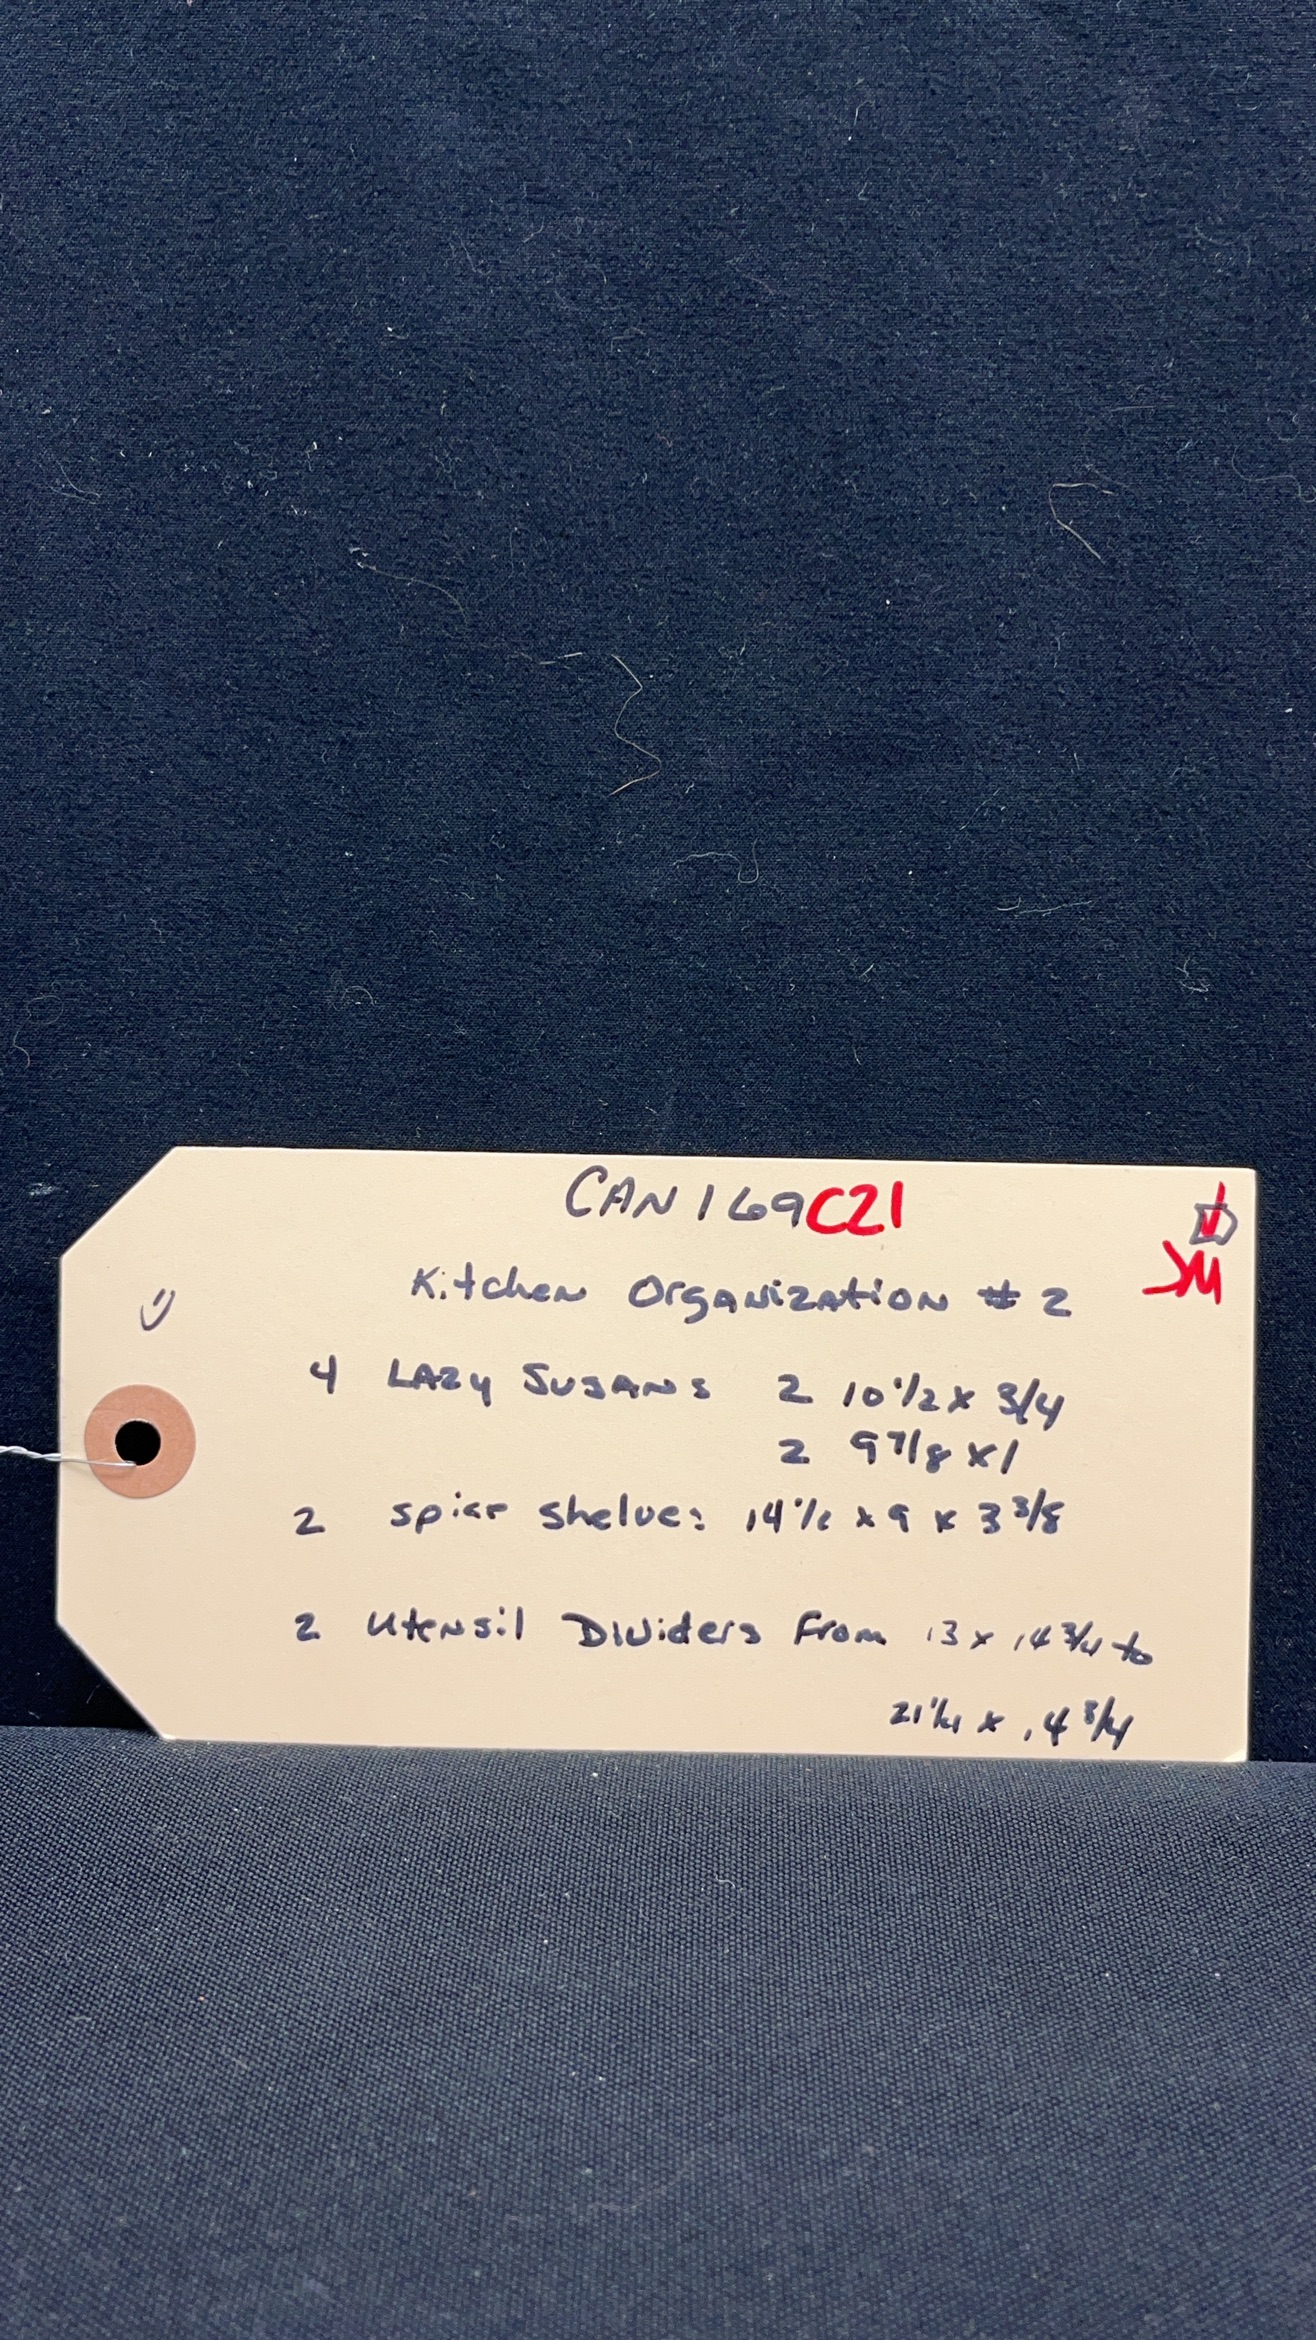 CAN169C21
JM
Kitchen Organization # 2
4 Lazy Susans 2 10 1/2 x 3/4
2 9 7/8 x 1
2 spice shelves 14 1/2 x 9 x 3 3/8
2 Utensil Dividers From 13 x 14 3/4 to
21 1/4 x 14 3/4